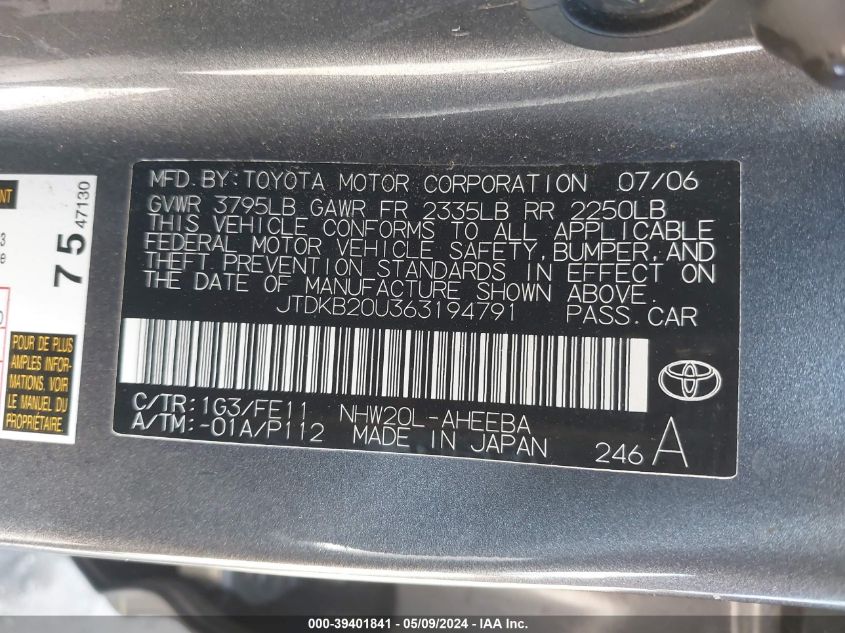 MFD.BY:TOYOTA MOTOR CORPORATION 07/06
GVWR 3795LB GAWR FR 2335LB RR 2250LB
THIS VEHICLE CONFORMS TO ALL APPLICABLE
FEDERAL MOTOR VEHICLE SAFETY, BUMPER, AND
THEFT PREVENTION STANDARDS IN EFFECT ON
THE DATE OF MANUFACTURE SHOWN ABOVE.
JTDKB20U363194791 PASS.CAR
C/TR:1G3/FE11 NHW20L-AHEEBA
A/TM:-01A/P112 MADE IN JAPAN
246 A
75 47130
POUR DE PLUS
AMPLES INFOR-
MATIONS, VOIR
LE MANUEL DU
PROPRIÉTAIRE.
000-39401841 - 05/09/2024 - IAA Inc.